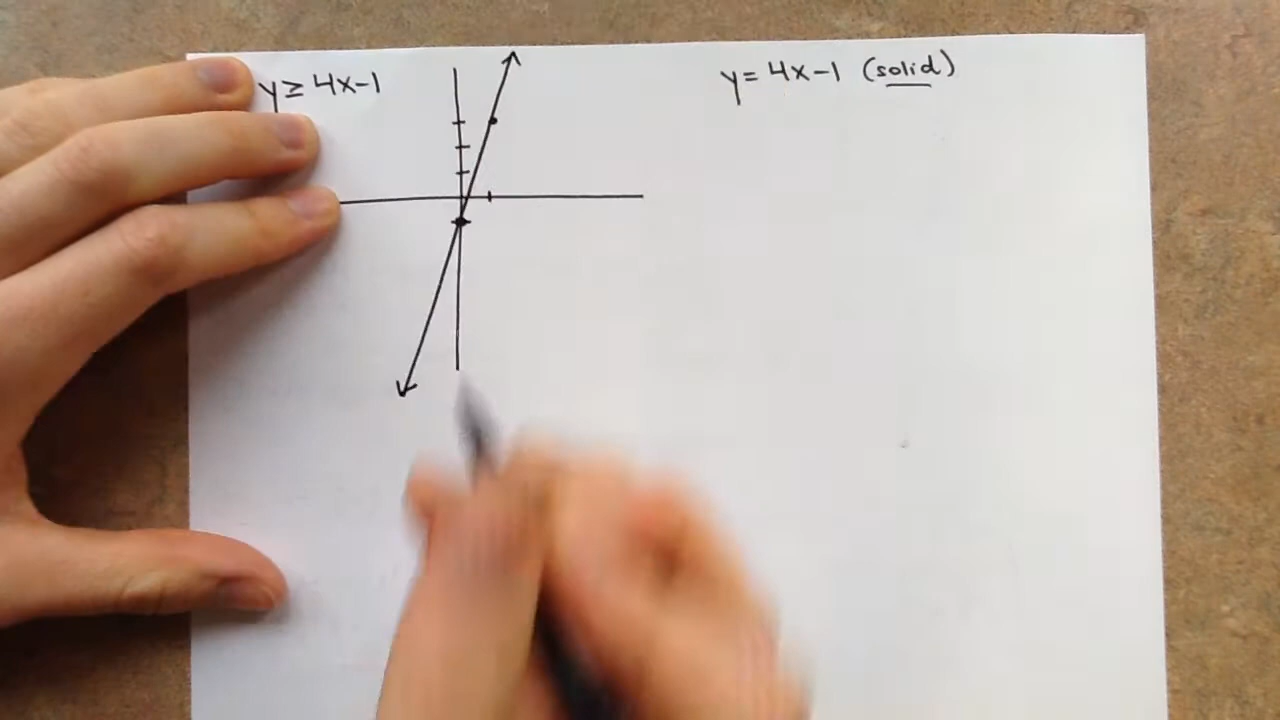 y ≥ 4x-1
y = 4x-1 (solid)